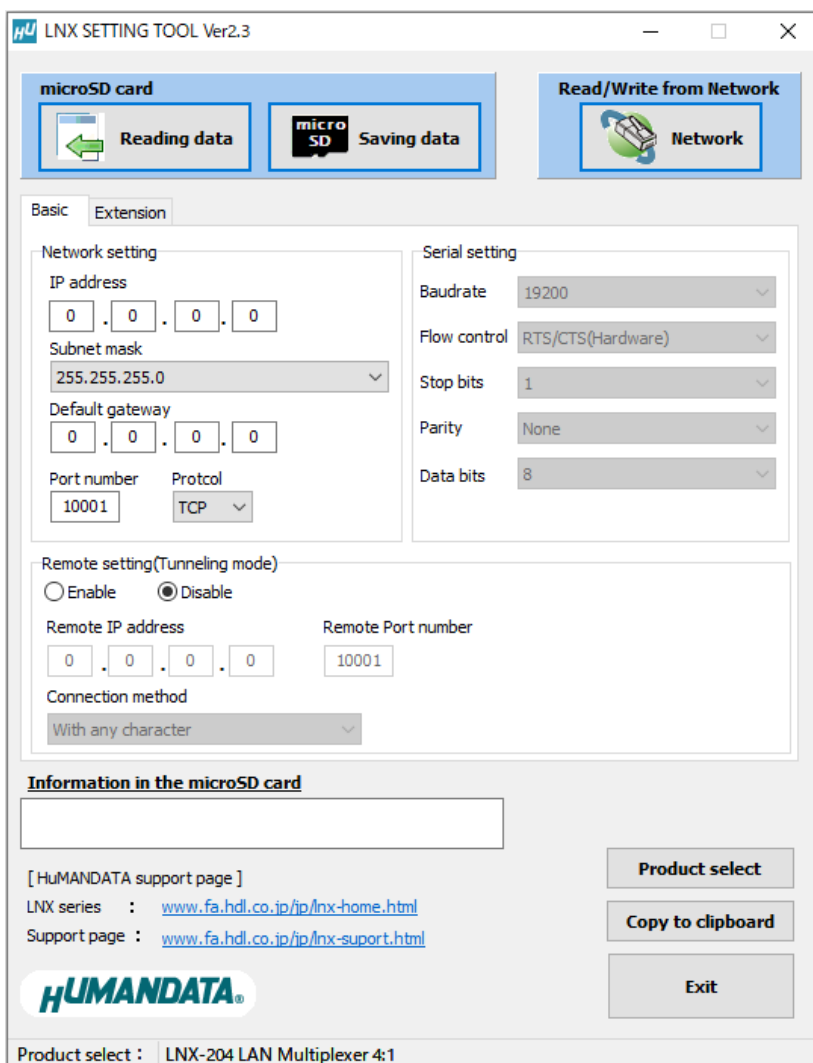 HU LNX SETTING TOOL Ver2.3
microSD card
Reading data
micro
SD
Saving data
Read/Write from Network
Network
Basic
Extension
Network setting
IP address
0 . 0 . 0 . 0
Subnet mask
255.255.255.0
Default gateway
0 . 0 . 0 . 0
Port number Protcol
10001 TCP
Serial setting
Baudrate 19200
Flow control RTS/CTS(Hardware)
Stop bits 1
Parity None
Data bits 8
Remote setting(Tunneling mode)
Enable Disable
Remote IP address Remote Port number
0 . 0 . 0 . 0 10001
Connection method
With any character
Information in the microSD card
[ HuMANDATA support page ]
LNX series : www.fa.hdl.co.jp/jp/lnx-home.html
Support page : www.fa.hdl.co.jp/jp/lnx-suport.html
HUMANDATA®
Product select
Copy to clipboard
Exit
Product select : LNX-204 LAN Multiplexer 4:1